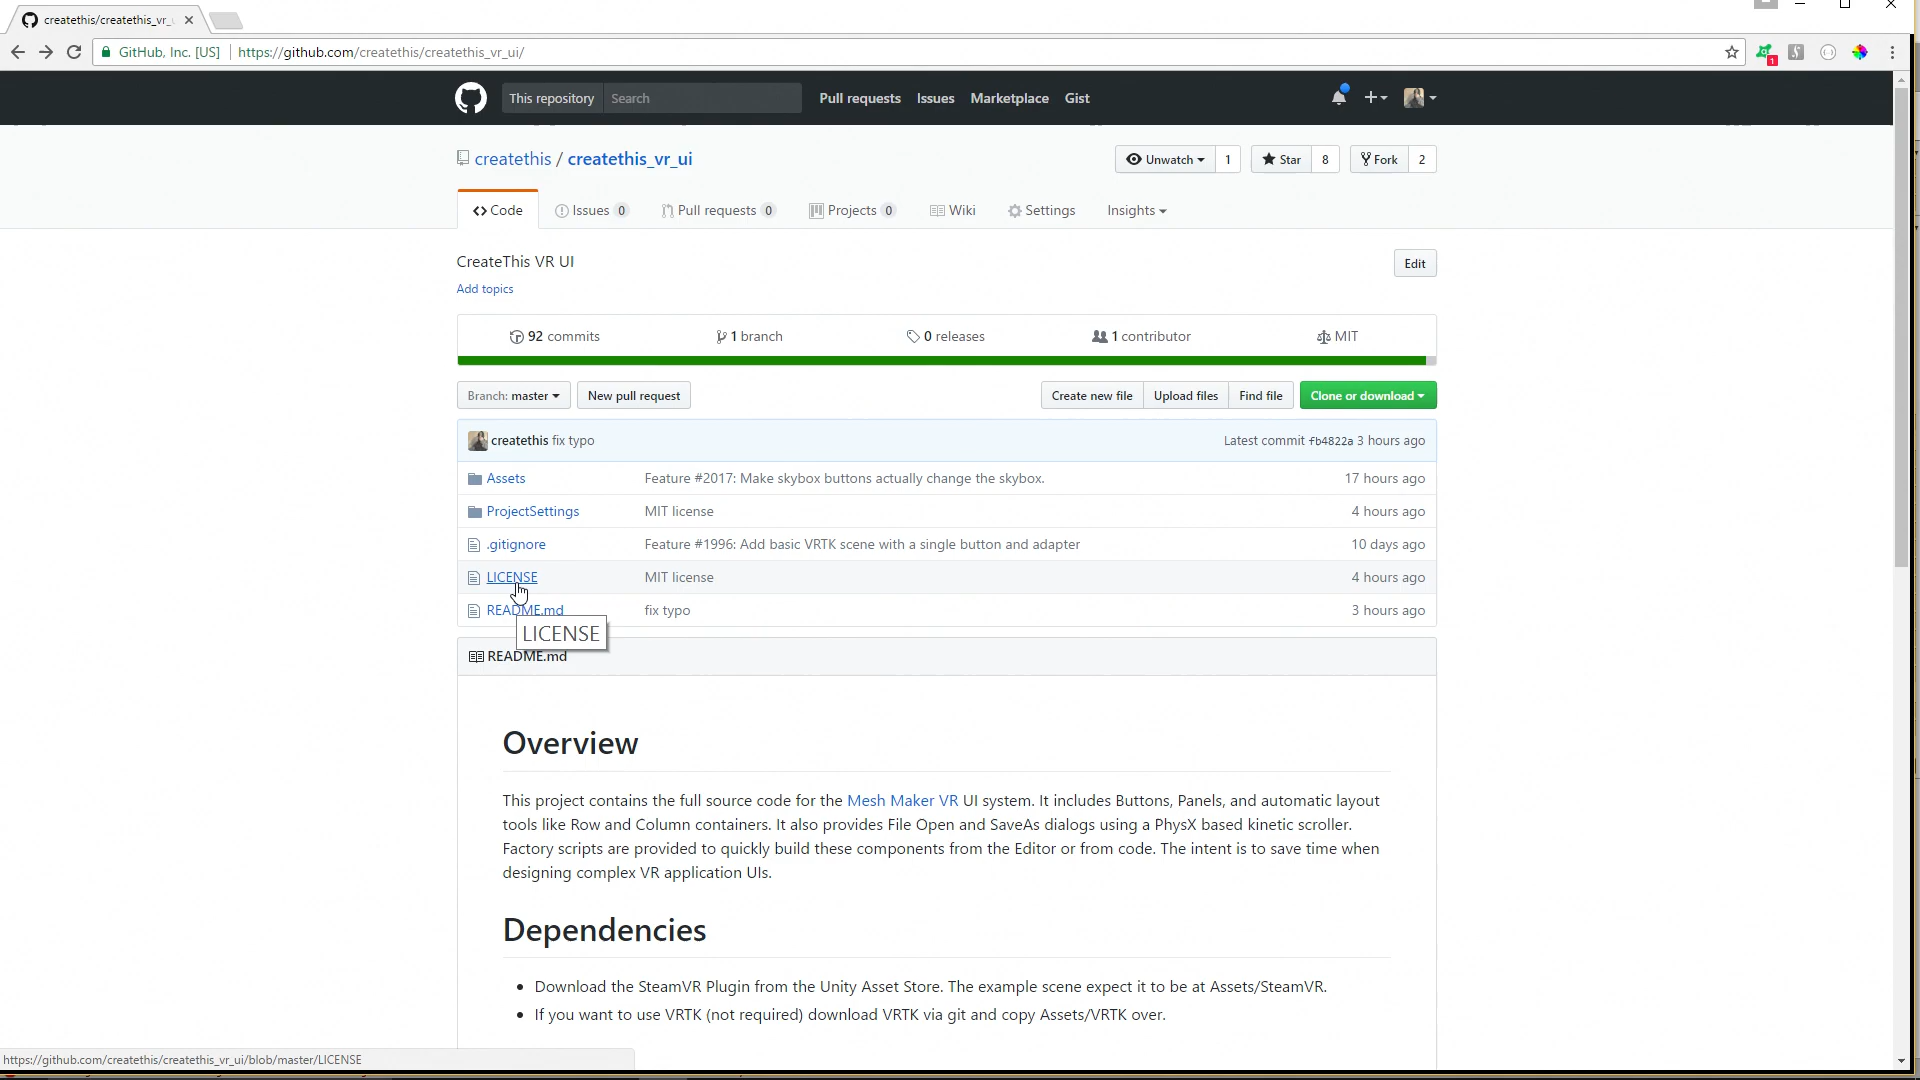 createthis/createthis_vr_
GitHub, Inc. [US] https://github.com/createthis/createthis_vr_ui/
1
This repository Search Pull requests Issues Marketplace Gist
createthis / createthis_vr_ui Unwatch 1 Star 8 Fork 2
Code Issues 0 Pull requests 0 Projects 0 Wiki Settings Insights
CreateThis VR UI Edit
Add topics
92 commits 1 branch 0 releases 1 contributor MIT
Branch: master New pull request Create new file Upload files Find file Clone or download
createthis fix typo Latest commit fb4822a 3 hours ago
Assets Feature #2017: Make skybox buttons actually change the skybox. 17 hours ago
ProjectSettings MIT license 4 hours ago
.gitignore Feature #1996: Add basic VRTK scene with a single button and adapter 10 days ago
LICENSE MIT license 4 hours ago
README.md fix typo 3 hours ago
LICENSE
README.md
Overview
This project contains the full source code for the Mesh Maker VR UI system. It includes Buttons, Panels, and automatic layout
tools like Row and Column containers. It also provides File Open and SaveAs dialogs using a PhysX based kinetic scroller.
Factory scripts are provided to quickly build these components from the Editor or from code. The intent is to save time when
designing complex VR application UIs.
Dependencies
• Download the SteamVR Plugin from the Unity Asset Store. The example scene expect it to be at Assets/SteamVR.
• If you want to use VRTK (not required) download VRTK via git and copy Assets/VRTK over.
https://github.com/createthis/createthis_vr_ui/blob/master/LICENSE